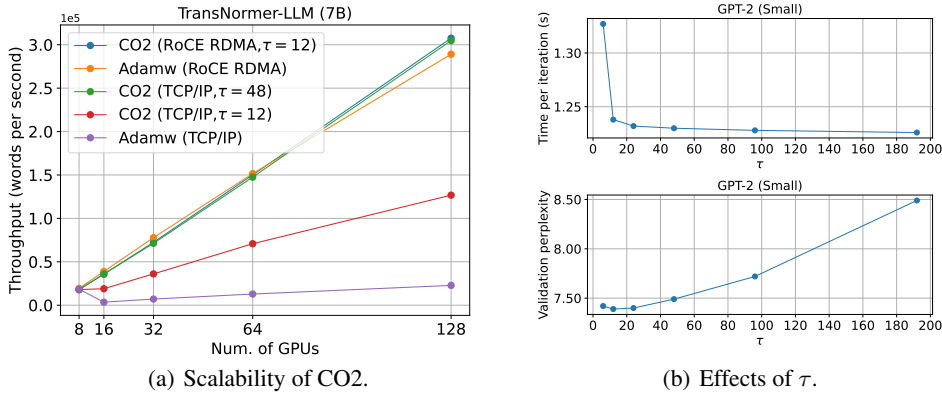 TransNormer-LLM (7B)
1e5
Throughput (words per second)
3.0
2.5
2.0
1.5
1.0
0.5
0.0
CO2 (RoCE RDMA,τ = 12)
Adamw (RoCE RDMA)
CO2 (TCP/IP,τ = 48)
CO2 (TCP/IP,τ = 12)
Adamw (TCP/IP)
8 16 32 64 128
Num. of GPUs
(a) Scalability of CO2.
GPT-2 (Small)
Time per iteration (s)
1.30
1.25
0 20 40 60 80 100 120 140 160 180 200
τ
GPT-2 (Small)
Validation perplexity
8.50
8.00
7.50
0 20 40 60 80 100 120 140 160 180 200
τ
(b) Effects of τ.